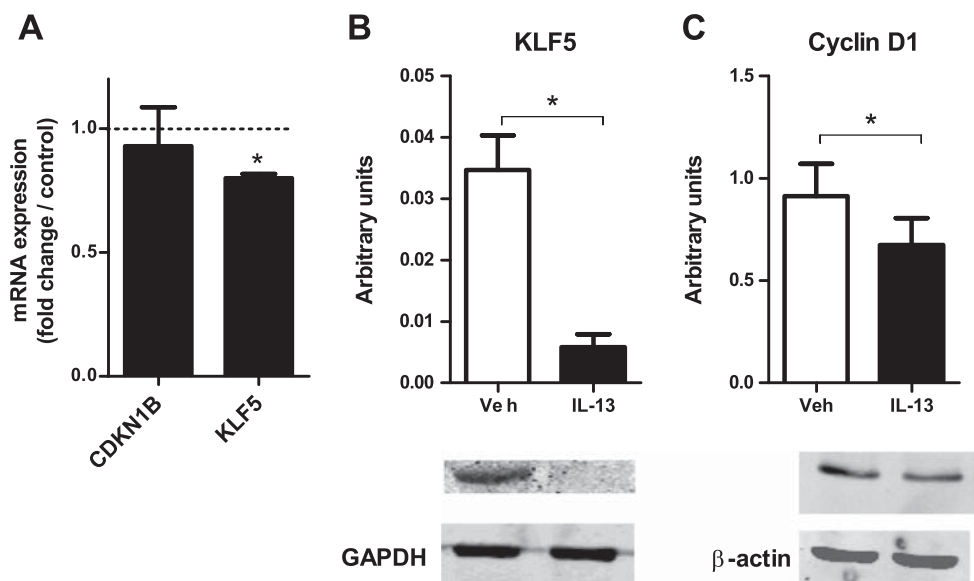 A
mRNA expression
(fold change / control)
1.0
0.5
0.0
*
CDKN1B
KLF5
B
KLF5
Arbitrary units
0.05
0.04
0.03
0.02
0.01
0.00
*
Ve h
IL-13
GAPDH
C
Cyclin D1
Arbitrary units
1.5
1.0
0.5
0.0
*
Veh
IL-13
β-actin